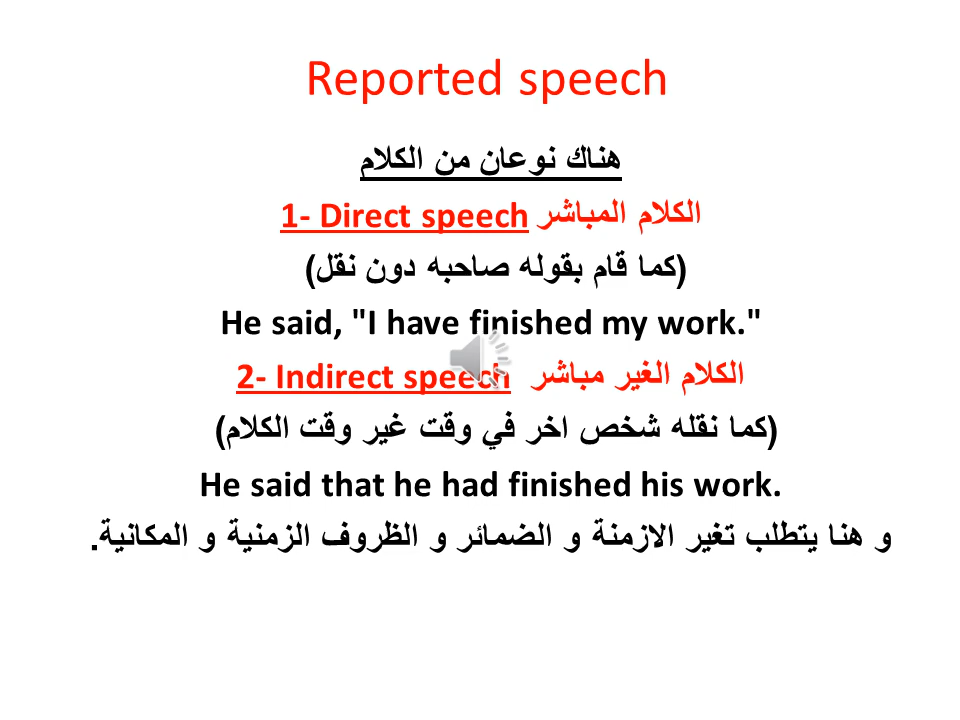 Reported speech
هناك نوعان من الكلام
1- Direct speech الكلام المباشر
(كما قام بقوله صاحبه دون نقل)
He said, "I have finished my work."
2- Indirect speech الكلام الغير مباشر
(كما نقله شخص اخر في وقت غير وقت الكلام)
He said that he had finished his work.
و هنا يتطلب تغير الازمنة و الضمائر و الظروف الزمنية و المكانية.